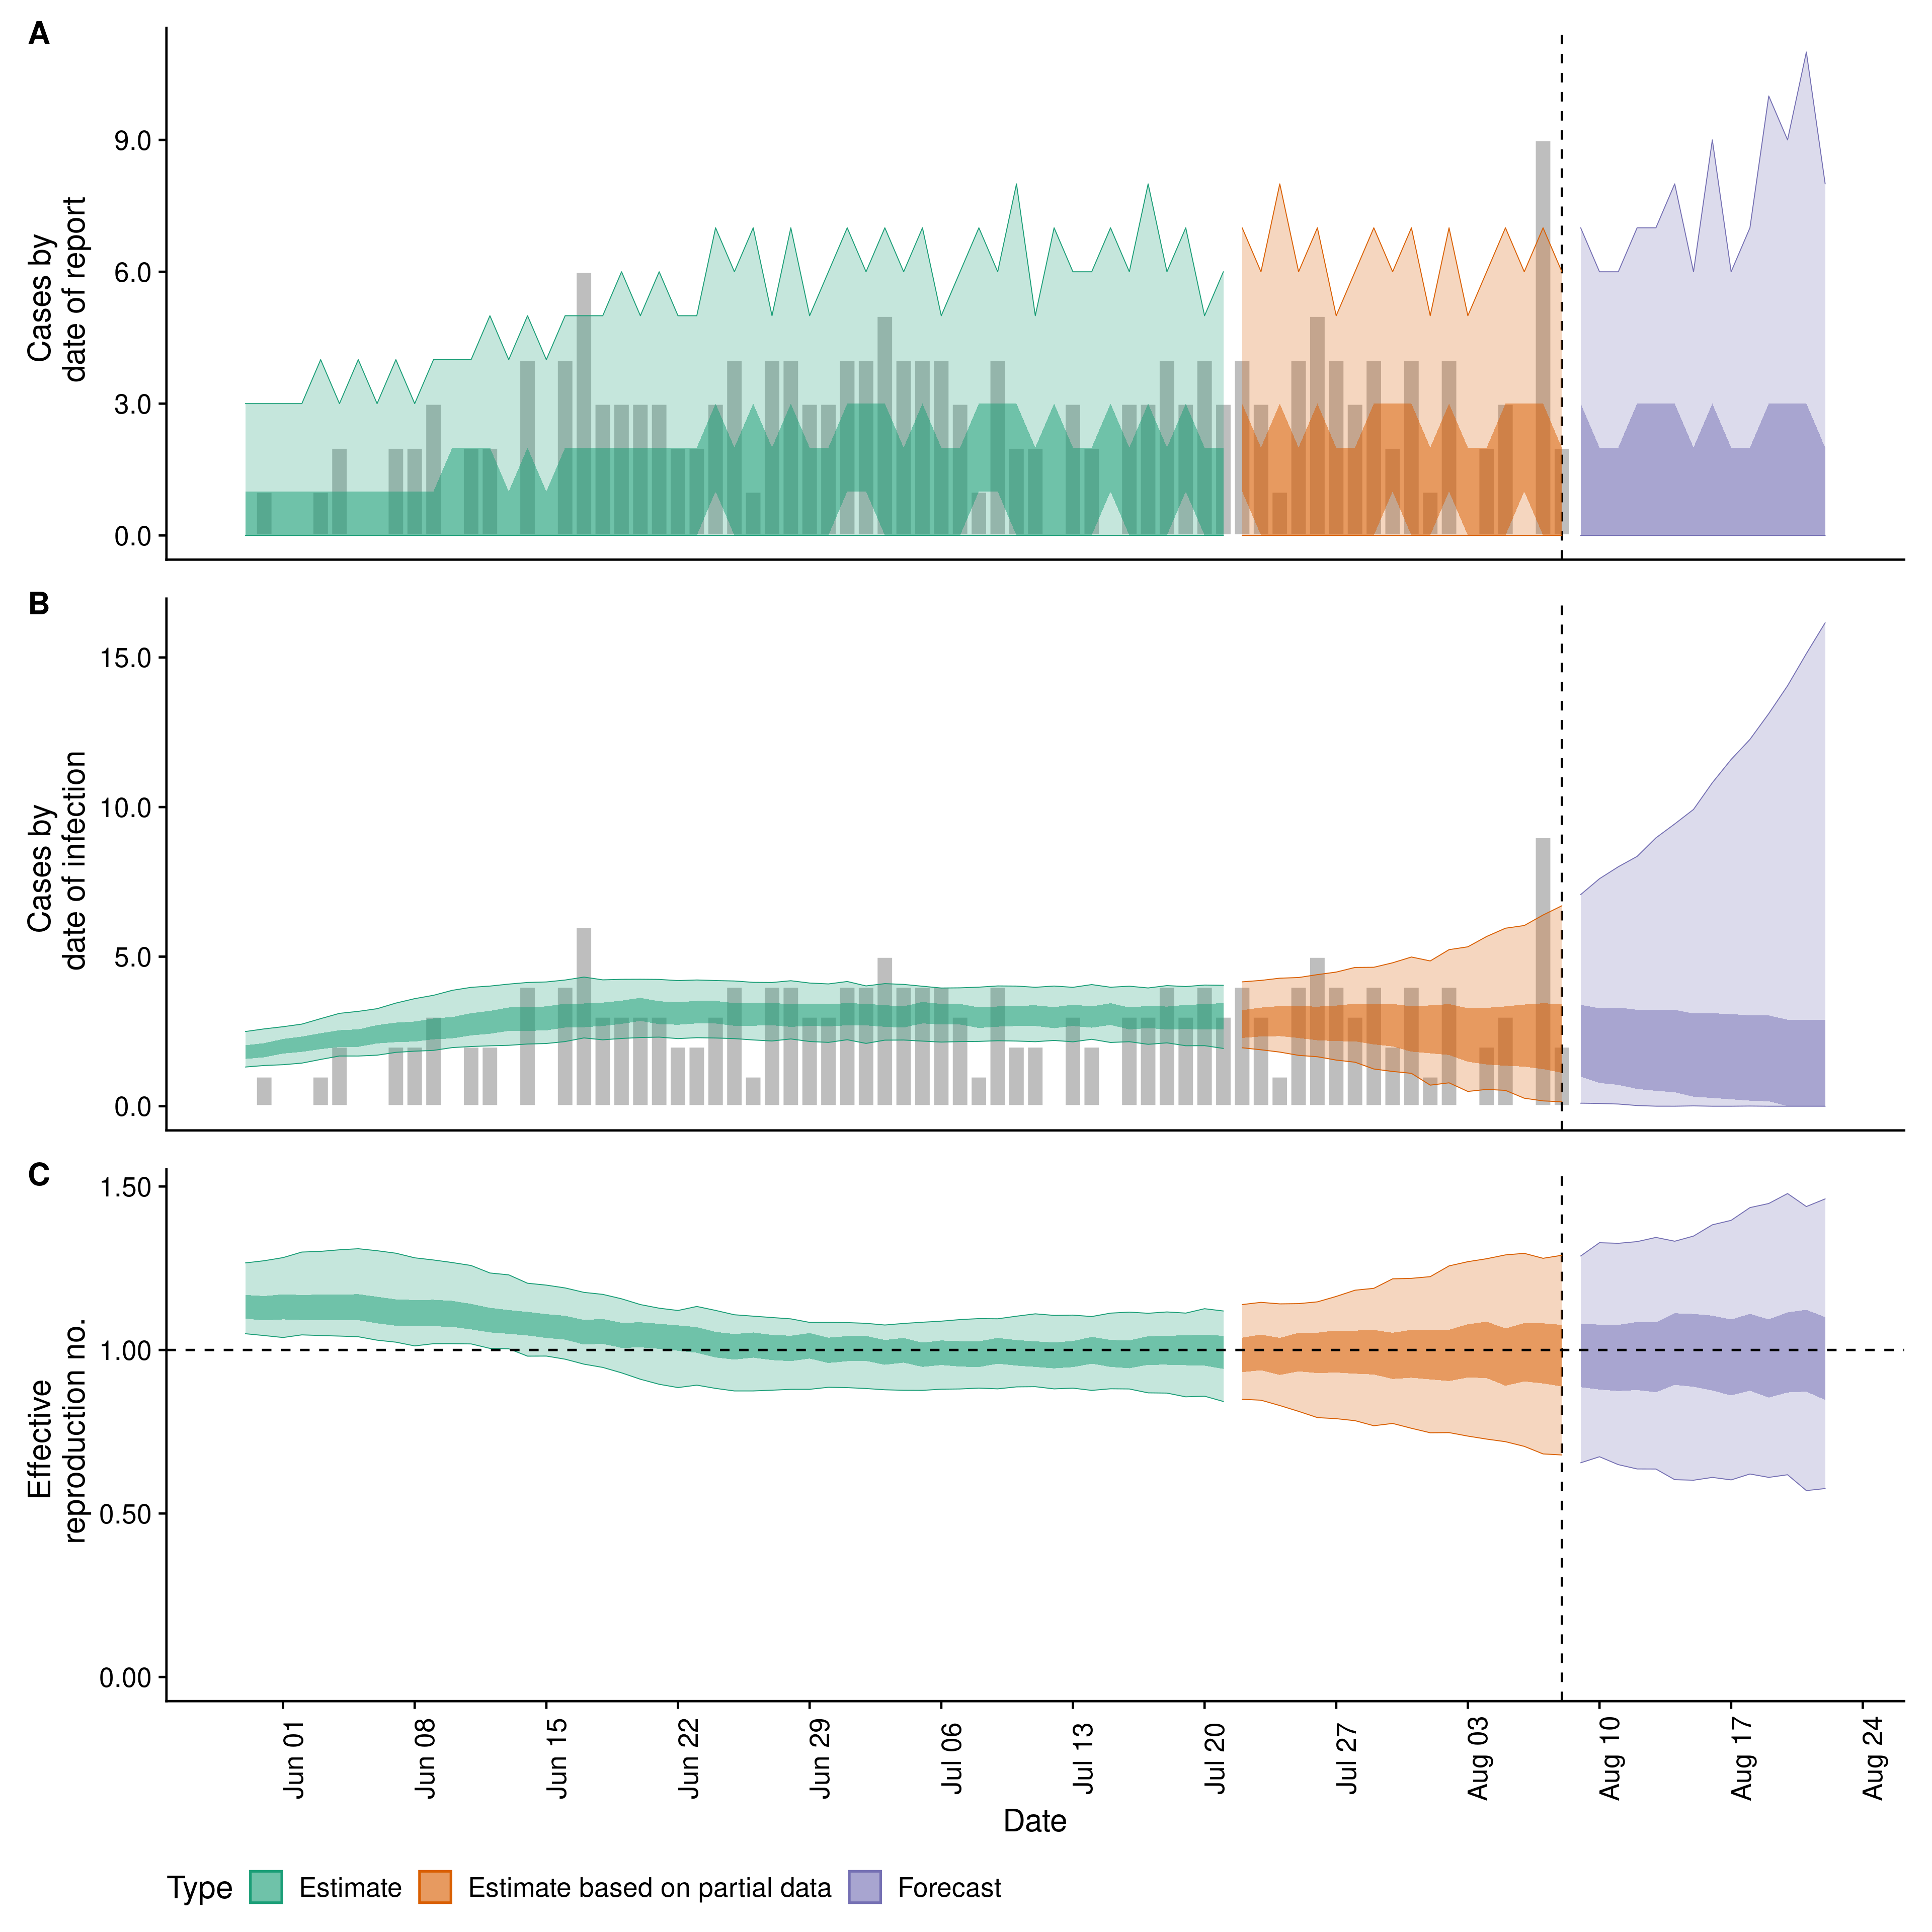 A
Cases by
date of report
9.0
6.0
3.0
0.0
B
Cases by
date of infection
15.0
10.0
5.0
0.0
C
Effective
reproduction no.
1.50
1.00
0.50
0.00
Jun 01
Jun 08
Jun 15
Jun 22
Jun 29
Jul 06
Jul 13
Jul 20
Jul 27
Aug 03
Aug 10
Aug 17
Aug 24
Date
Type Estimate Estimate based on partial data Forecast